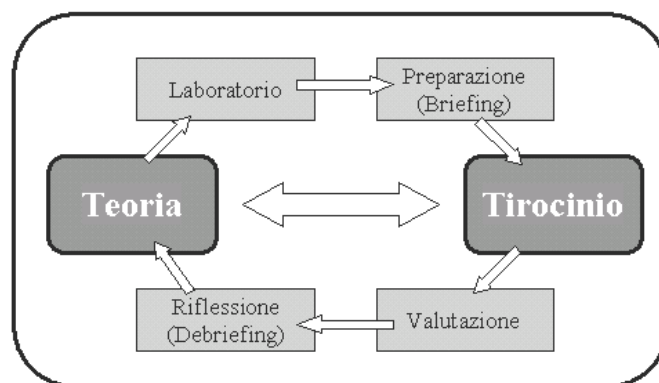 Laboratorio
Preparazione
(Briefing)
Teoria
Tirocinio
Riflessione
(Debriefing)
Valutazione